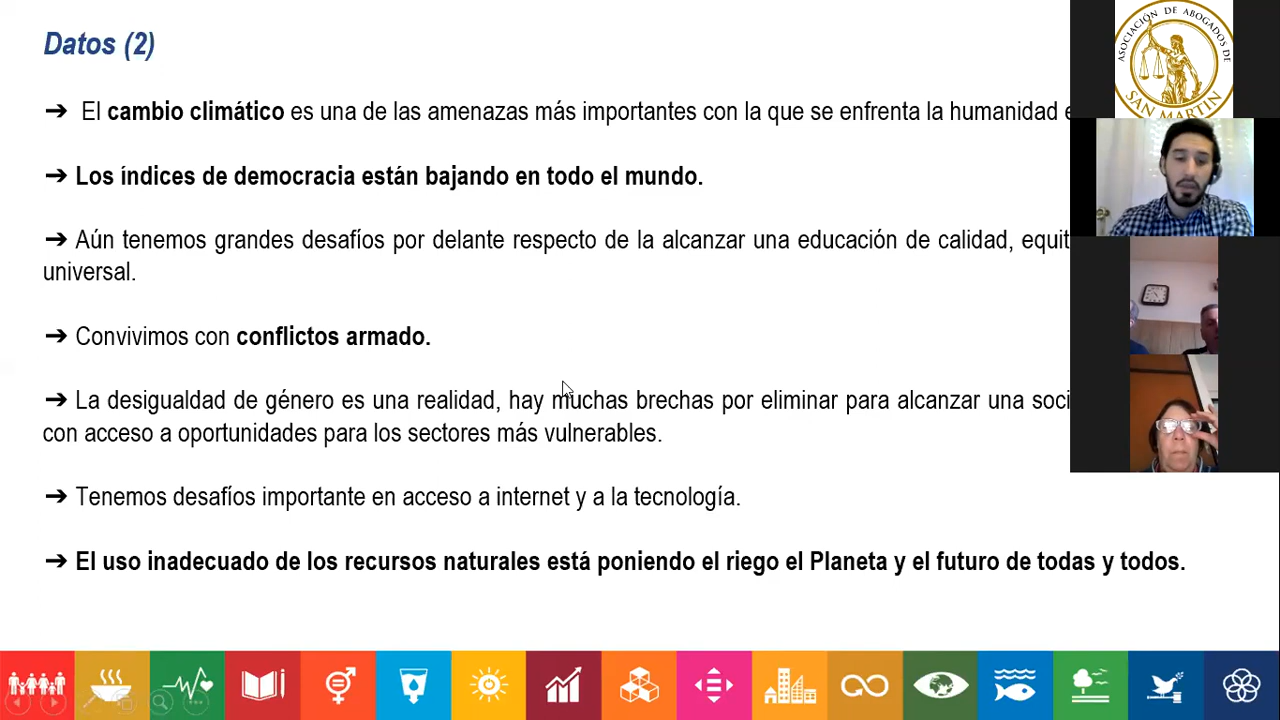 Datos (2)
➔ El cambio climático es una de las amenazas más importantes con la que se enfrenta la humanidad
➔ Los índices de democracia están bajando en todo el mundo.
➔ Aún tenemos grandes desafíos por delante respecto de la alcanzar una educación de calidad, equit
universal.
➔ Convivimos con conflictos armado.
➔ La desigualdad de género es una realidad, hay muchas brechas por eliminar para alcanzar una soci
con acceso a oportunidades para los sectores más vulnerables.
➔ Tenemos desafíos importante en acceso a internet y a la tecnología.
➔ El uso inadecuado de los recursos naturales está poniendo el riego el Planeta y el futuro de todas y todos.
ASOCIACIÓN DE ABOGADOS DE
SAN MARTIN